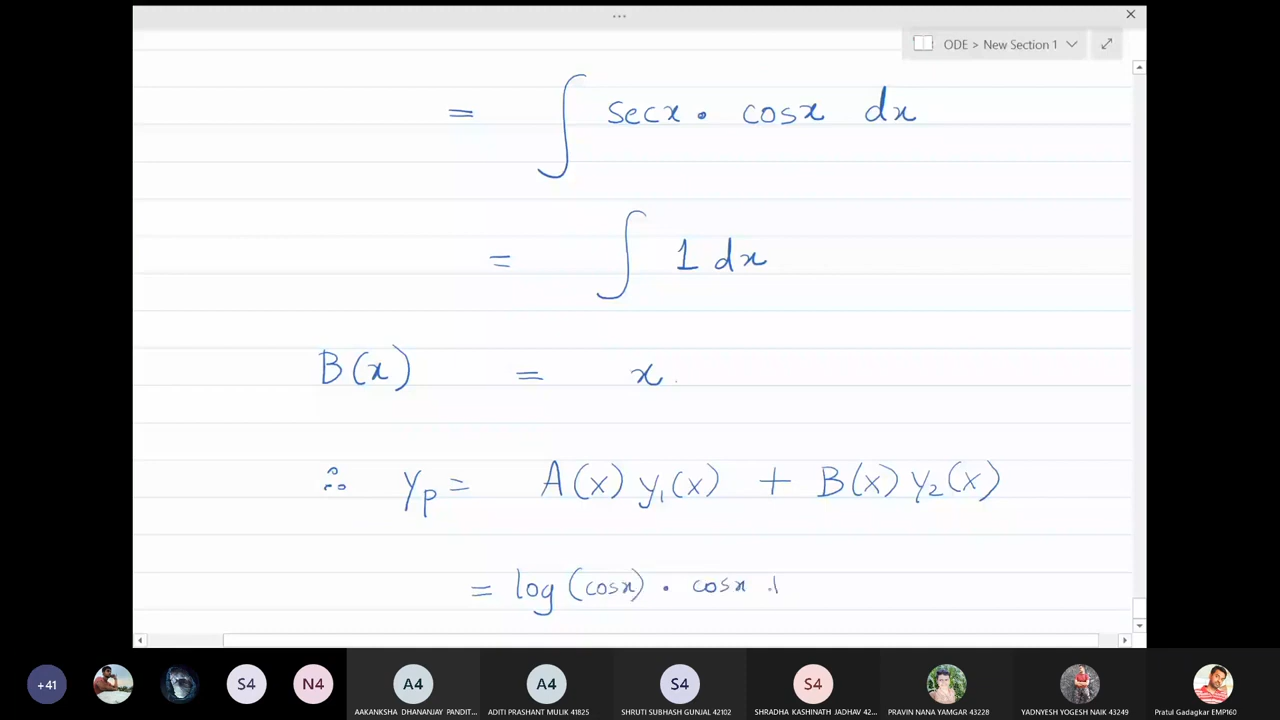 ...
ODE > New Section 1
= ∫ secx • cosx dx
= ∫ 1 dx
B(x) = x.
∴ yp = A(x) y₁(x) + B(x) y₂(x)
= log (cosx) • cosx
+41
S4
N4
A4
A4
S4
S4
AAKANKSHA DHANANJAY PANDIT...
ADITI PRASHANT MULIK 41825
SHRUTI SUBHASH GUNJAL 42102
SHRADHA KASHINATH JADHAV 42...
PRAVIN NANA YAMGAR 43228
YADNYESH YOGESH NAIK 43249
Pratul Gadagkar EMP160